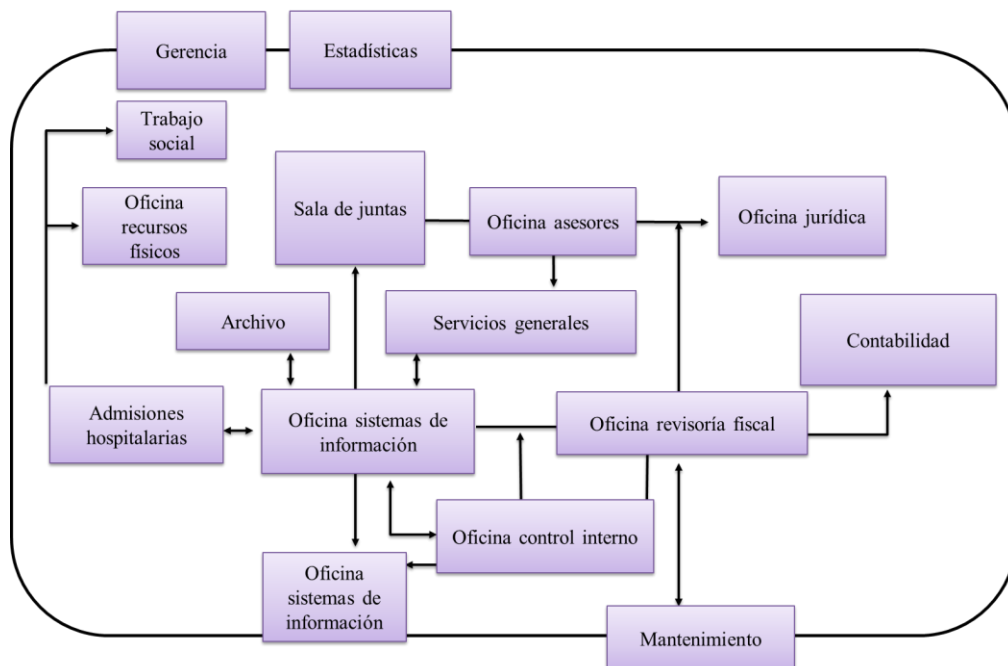 Gerencia
Estadísticas
Trabajo
social
Oficina
recursos
físicos
Sala de juntas
Oficina asesores
Oficina jurídica
Archivo
Servicios generales
Contabilidad
Admisiones
hospitalarias
Oficina sistemas de
información
Oficina revisoría fiscal
Oficina control interno
Oficina
sistemas de
información
Mantenimiento